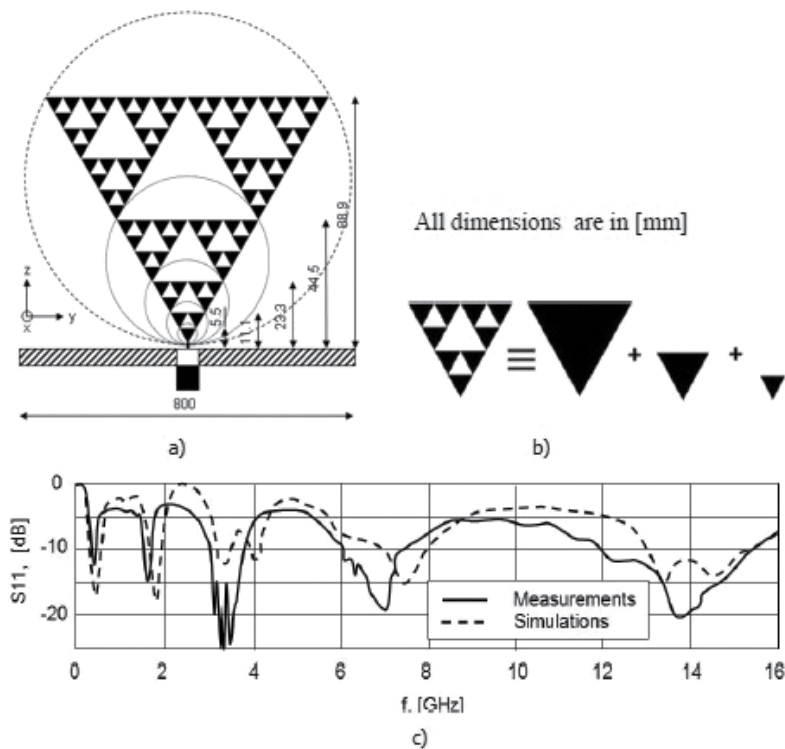 88,9
44,5
23,3
11,1
5,5
z
x
y
800
a)
All dimensions are in [mm]
+
+
b)
0
-10
-20
S11, [dB]
Measurements
Simulations
0
2
4
6
8
10
12
14
16
f, [GHz]
c)